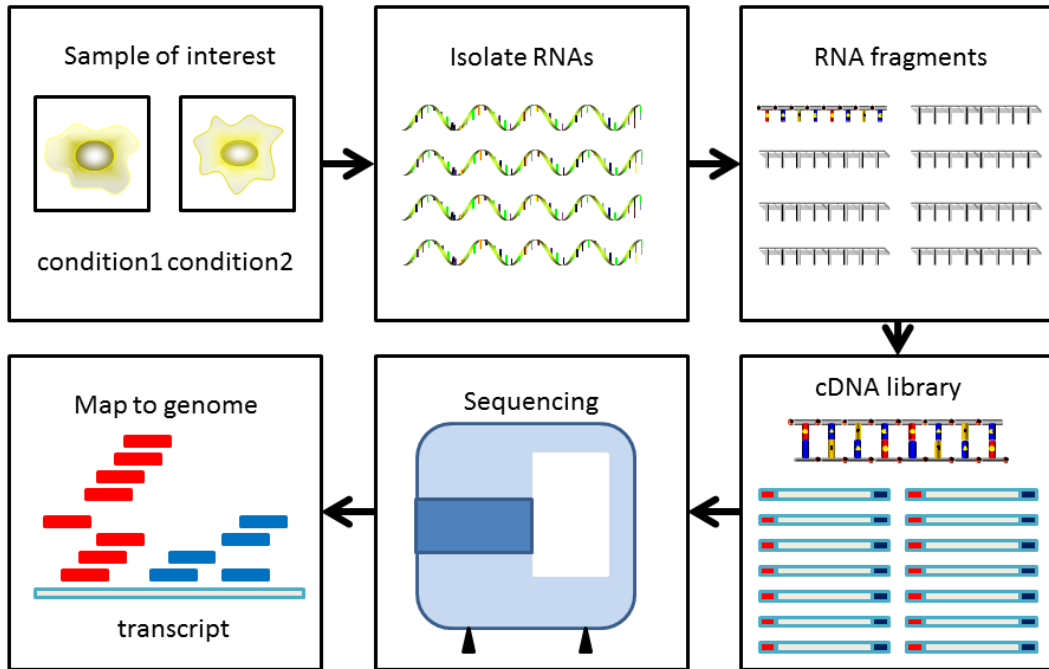 Sample of interest
condition1 condition2
Isolate RNAs
RNA fragments
cDNA library
Sequencing
Map to genome
transcript